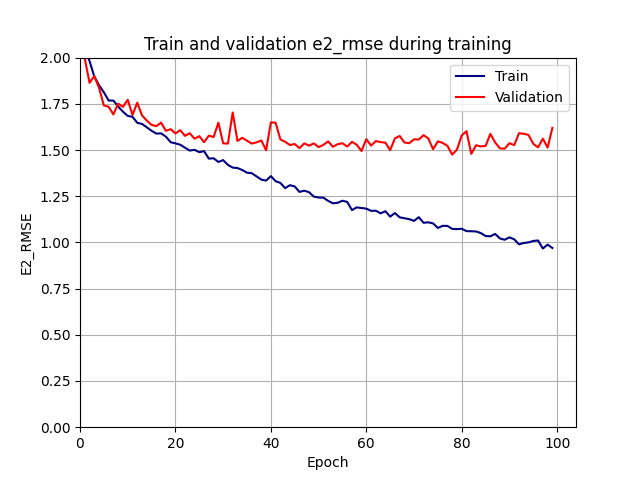 Train and validation e2_rmse during training
Train
Validation
E2_RMSE
2.00
1.75
1.50
1.25
1.00
0.75
0.50
0.25
0.00
0 20 40 60 80 100
Epoch